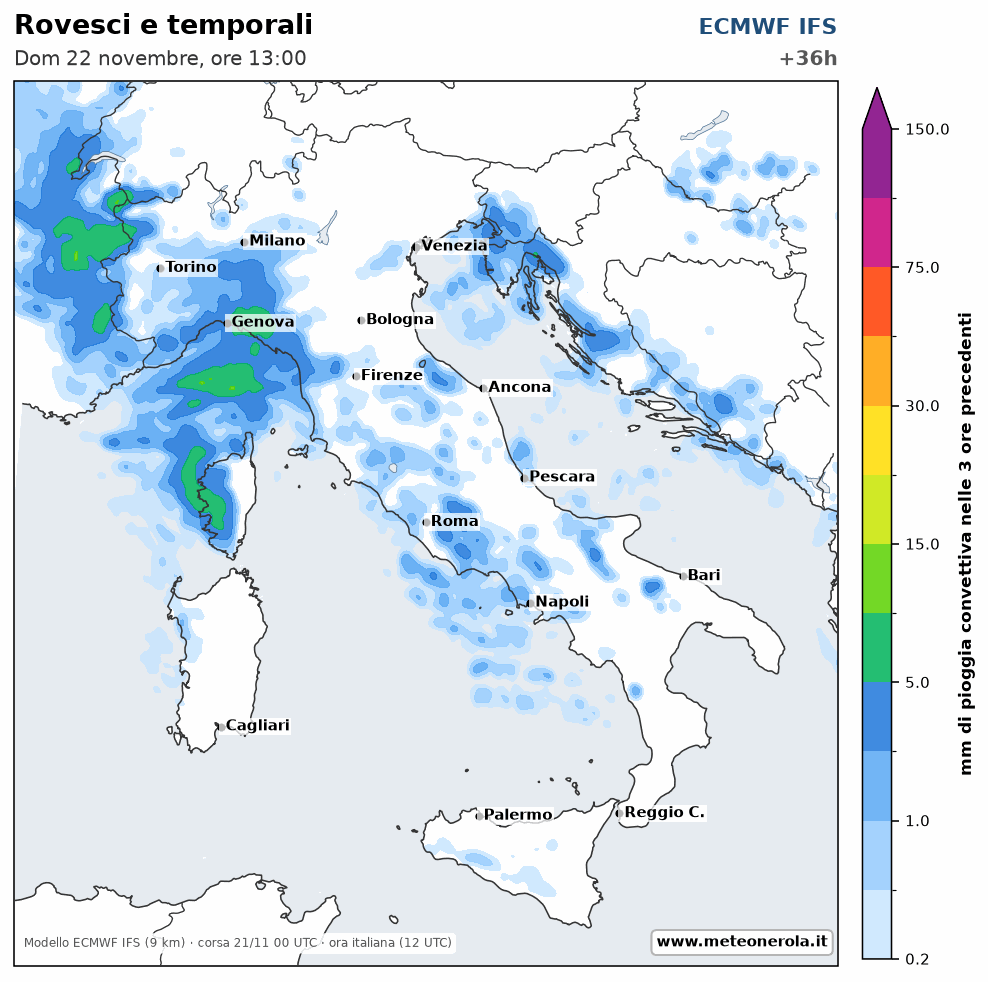 Rovesci e temporali
ECMWF IFS
Dom 22 novembre, ore 13:00
+36h
150.0
75.0
30.0
15.0
5.0
1.0
0.2
mm di pioggia convettiva nelle 3 ore precedenti
Milano
Venezia
Torino
Genova
Bologna
Firenze
Ancona
Pescara
Roma
Bari
Napoli
Cagliari
Palermo
Reggio C.
Modello ECMWF IFS (9 km) · corsa 21/11 00 UTC · ora italiana (12 UTC)
www.meteonerola.it